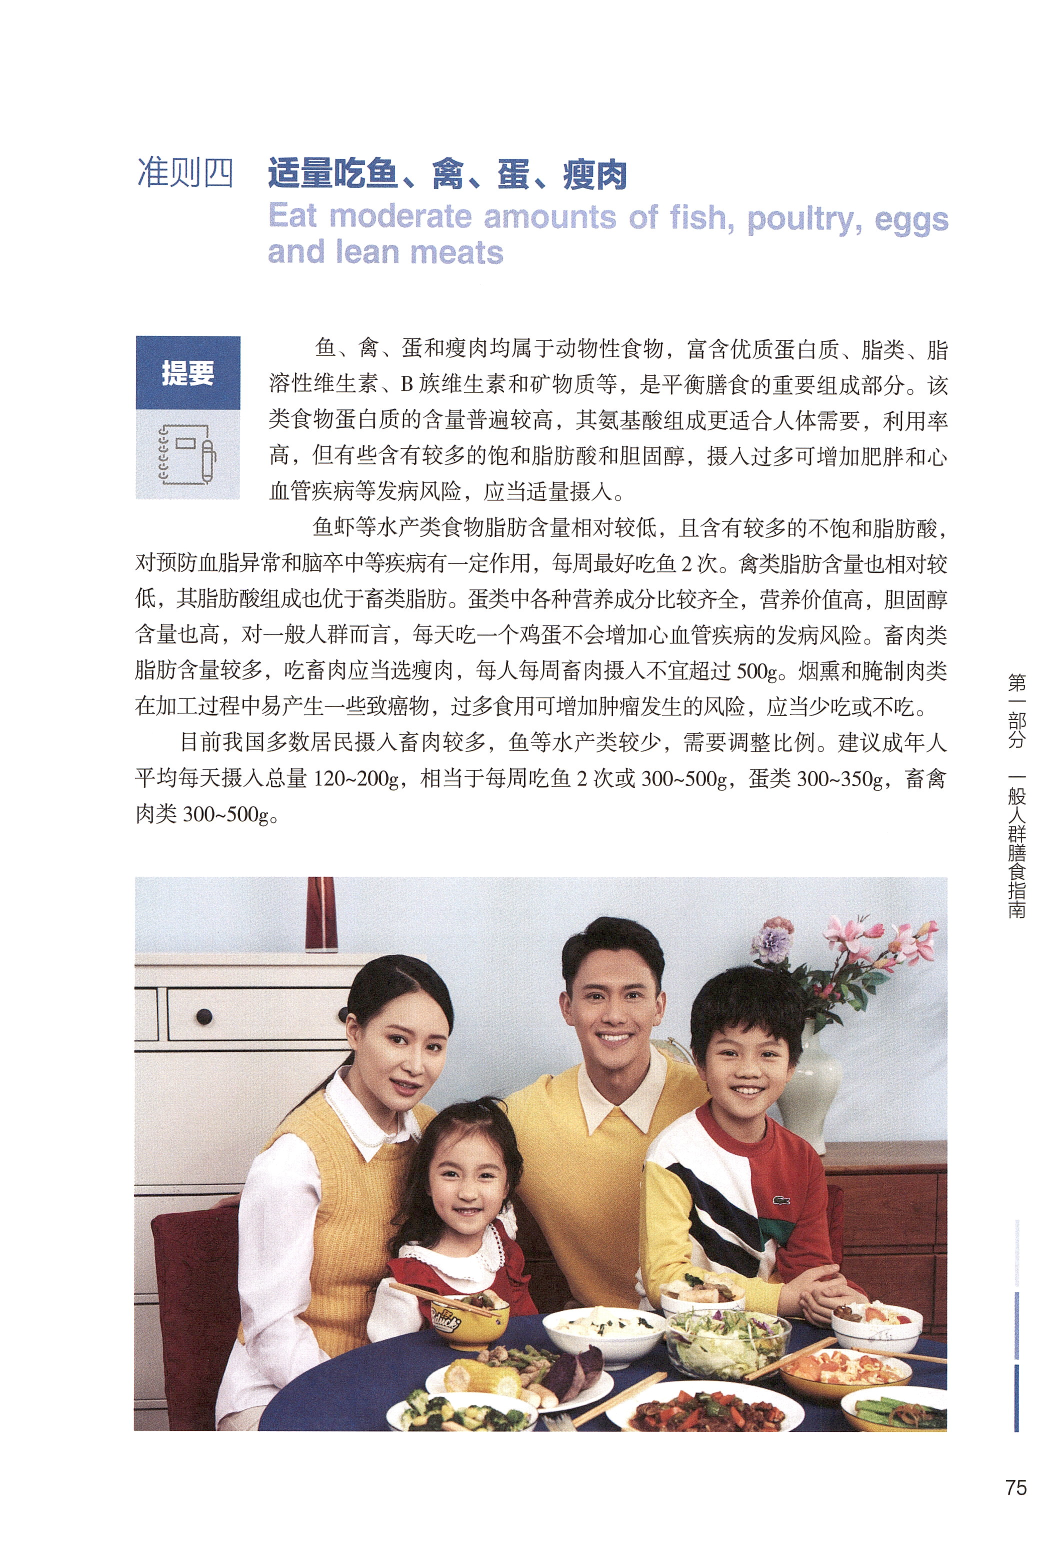 准则四 适量吃鱼、禽、蛋、瘦肉
Eat moderate amounts of fish, poultry, eggs
and lean meats
提要
鱼、禽、蛋和瘦肉均属于动物性食物，富含优质蛋白质、脂类、脂
溶性维生素、B 族维生素和矿物质等，是平衡膳食的重要组成部分。该
类食物蛋白质的含量普遍较高，其氨基酸组成更适合人体需要，利用率
高，但有些含有较多的饱和脂肪酸和胆固醇，摄入过多可增加肥胖和心
血管疾病等发病风险，应当适量摄入。
鱼虾等水产类食物脂肪含量相对较低，且含有较多的不饱和脂肪酸，
对预防血脂异常和脑卒中等疾病有一定作用，每周最好吃鱼 2 次。禽类脂肪含量也相对较
低，其脂肪酸组成也优于畜类脂肪。蛋类中各种营养成分比较齐全，营养价值高，胆固醇
含量也高，对一般人群而言，每天吃一个鸡蛋不会增加心血管疾病的发病风险。畜肉类
脂肪含量较多，吃畜肉应当选瘦肉，每人每周畜肉摄入不宜超过 500g。烟熏和腌制肉类
在加工过程中易产生一些致癌物，过多食用可增加肿瘤发生的风险，应当少吃或不吃。
目前我国多数居民摄入畜肉较多，鱼等水产类较少，需要调整比例。建议成年人
平均每天摄入总量 120~200g，相当于每周吃鱼 2 次或 300~500g，蛋类 300~350g，畜禽
肉类 300~500g。
第一部分 一般人群膳食指南
75